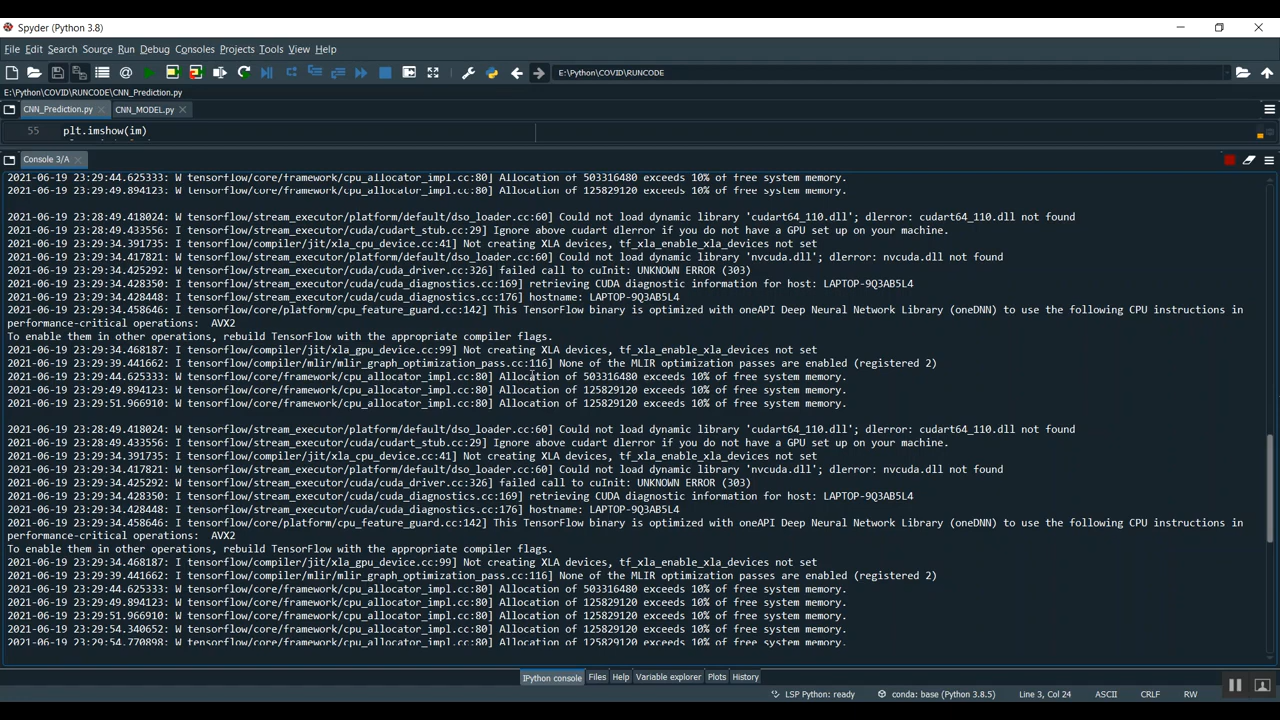 Spyder (Python 3.8)
File Edit Search Source Run Debug Consoles Projects Tools View Help
E:\Python\COVID\RUNCODE
E:\Python\COVID\RUNCODE\CNN_Prediction.py
CNN_Prediction.py CNN_MODEL.py
55 plt.imshow(im)
Console 3/A
2021-06-19 23:29:44.625333: W tensorflow/core/framework/cpu_allocator_impl.cc:80] Allocation of 503316480 exceeds 10% of free system memory.
2021-06-19 23:29:49.894123: W tensorflow/core/framework/cpu_allocator_impl.cc:80] Allocation of 125829120 exceeds 10% of free system memory.
2021-06-19 23:28:49.418024: W tensorflow/stream_executor/platform/default/dso_loader.cc:60] Could not load dynamic library 'cudart64_110.dll'; dlerror: cudart64_110.dll not found
2021-06-19 23:28:49.433556: I tensorflow/stream_executor/cuda/cudart_stub.cc:29] Ignore above cudart dlerror if you do not have a GPU set up on your machine.
2021-06-19 23:29:34.391735: I tensorflow/compiler/jit/xla_cpu_device.cc:41] Not creating XLA devices, tf_xla_enable_xla_devices not set
2021-06-19 23:29:34.417821: W tensorflow/stream_executor/platform/default/dso_loader.cc:60] Could not load dynamic library 'nvcuda.dll'; dlerror: nvcuda.dll not found
2021-06-19 23:29:34.425292: W tensorflow/stream_executor/cuda/cuda_driver.cc:326] failed call to cuInit: UNKNOWN ERROR (303)
2021-06-19 23:29:34.428350: I tensorflow/stream_executor/cuda/cuda_diagnostics.cc:169] retrieving CUDA diagnostic information for host: LAPTOP-9Q3AB5L4
2021-06-19 23:29:34.428448: I tensorflow/stream_executor/cuda/cuda_diagnostics.cc:176] hostname: LAPTOP-9Q3AB5L4
2021-06-19 23:29:34.458646: I tensorflow/core/platform/cpu_feature_guard.cc:142] This TensorFlow binary is optimized with oneAPI Deep Neural Network Library (oneDNN) to use the following CPU instructions in
performance-critical operations:  AVX2
To enable them in other operations, rebuild TensorFlow with the appropriate compiler flags.
2021-06-19 23:29:34.468187: I tensorflow/compiler/jit/xla_gpu_device.cc:99] Not creating XLA devices, tf_xla_enable_xla_devices not set
2021-06-19 23:29:39.441662: I tensorflow/compiler/mlir/mlir_graph_optimization_pass.cc:116] None of the MLIR optimization passes are enabled (registered 2)
2021-06-19 23:29:44.625333: W tensorflow/core/framework/cpu_allocator_impl.cc:80] Allocation of 503316480 exceeds 10% of free system memory.
2021-06-19 23:29:49.894123: W tensorflow/core/framework/cpu_allocator_impl.cc:80] Allocation of 125829120 exceeds 10% of free system memory.
2021-06-19 23:29:51.966910: W tensorflow/core/framework/cpu_allocator_impl.cc:80] Allocation of 125829120 exceeds 10% of free system memory.
2021-06-19 23:28:49.418024: W tensorflow/stream_executor/platform/default/dso_loader.cc:60] Could not load dynamic library 'cudart64_110.dll'; dlerror: cudart64_110.dll not found
2021-06-19 23:28:49.433556: I tensorflow/stream_executor/cuda/cudart_stub.cc:29] Ignore above cudart dlerror if you do not have a GPU set up on your machine.
2021-06-19 23:29:34.391735: I tensorflow/compiler/jit/xla_cpu_device.cc:41] Not creating XLA devices, tf_xla_enable_xla_devices not set
2021-06-19 23:29:34.417821: W tensorflow/stream_executor/platform/default/dso_loader.cc:60] Could not load dynamic library 'nvcuda.dll'; dlerror: nvcuda.dll not found
2021-06-19 23:29:34.425292: W tensorflow/stream_executor/cuda/cuda_driver.cc:326] failed call to cuInit: UNKNOWN ERROR (303)
2021-06-19 23:29:34.428350: I tensorflow/stream_executor/cuda/cuda_diagnostics.cc:169] retrieving CUDA diagnostic information for host: LAPTOP-9Q3AB5L4
2021-06-19 23:29:34.428448: I tensorflow/stream_executor/cuda/cuda_diagnostics.cc:176] hostname: LAPTOP-9Q3AB5L4
2021-06-19 23:29:34.458646: I tensorflow/core/platform/cpu_feature_guard.cc:142] This TensorFlow binary is optimized with oneAPI Deep Neural Network Library (oneDNN) to use the following CPU instructions in
performance-critical operations:  AVX2
To enable them in other operations, rebuild TensorFlow with the appropriate compiler flags.
2021-06-19 23:29:34.468187: I tensorflow/compiler/jit/xla_gpu_device.cc:99] Not creating XLA devices, tf_xla_enable_xla_devices not set
2021-06-19 23:29:39.441662: I tensorflow/compiler/mlir/mlir_graph_optimization_pass.cc:116] None of the MLIR optimization passes are enabled (registered 2)
2021-06-19 23:29:44.625333: W tensorflow/core/framework/cpu_allocator_impl.cc:80] Allocation of 503316480 exceeds 10% of free system memory.
2021-06-19 23:29:49.894123: W tensorflow/core/framework/cpu_allocator_impl.cc:80] Allocation of 125829120 exceeds 10% of free system memory.
2021-06-19 23:29:51.966910: W tensorflow/core/framework/cpu_allocator_impl.cc:80] Allocation of 125829120 exceeds 10% of free system memory.
2021-06-19 23:29:54.340652: W tensorflow/core/framework/cpu_allocator_impl.cc:80] Allocation of 125829120 exceeds 10% of free system memory.
2021-06-19 23:29:54.770898: W tensorflow/core/framework/cpu_allocator_impl.cc:80] Allocation of 125829120 exceeds 10% of free system memory.
IPython console Files Help Variable explorer Plots History
LSP Python: ready conda: base (Python 3.8.5) Line 3, Col 24 ASCII CRLF RW